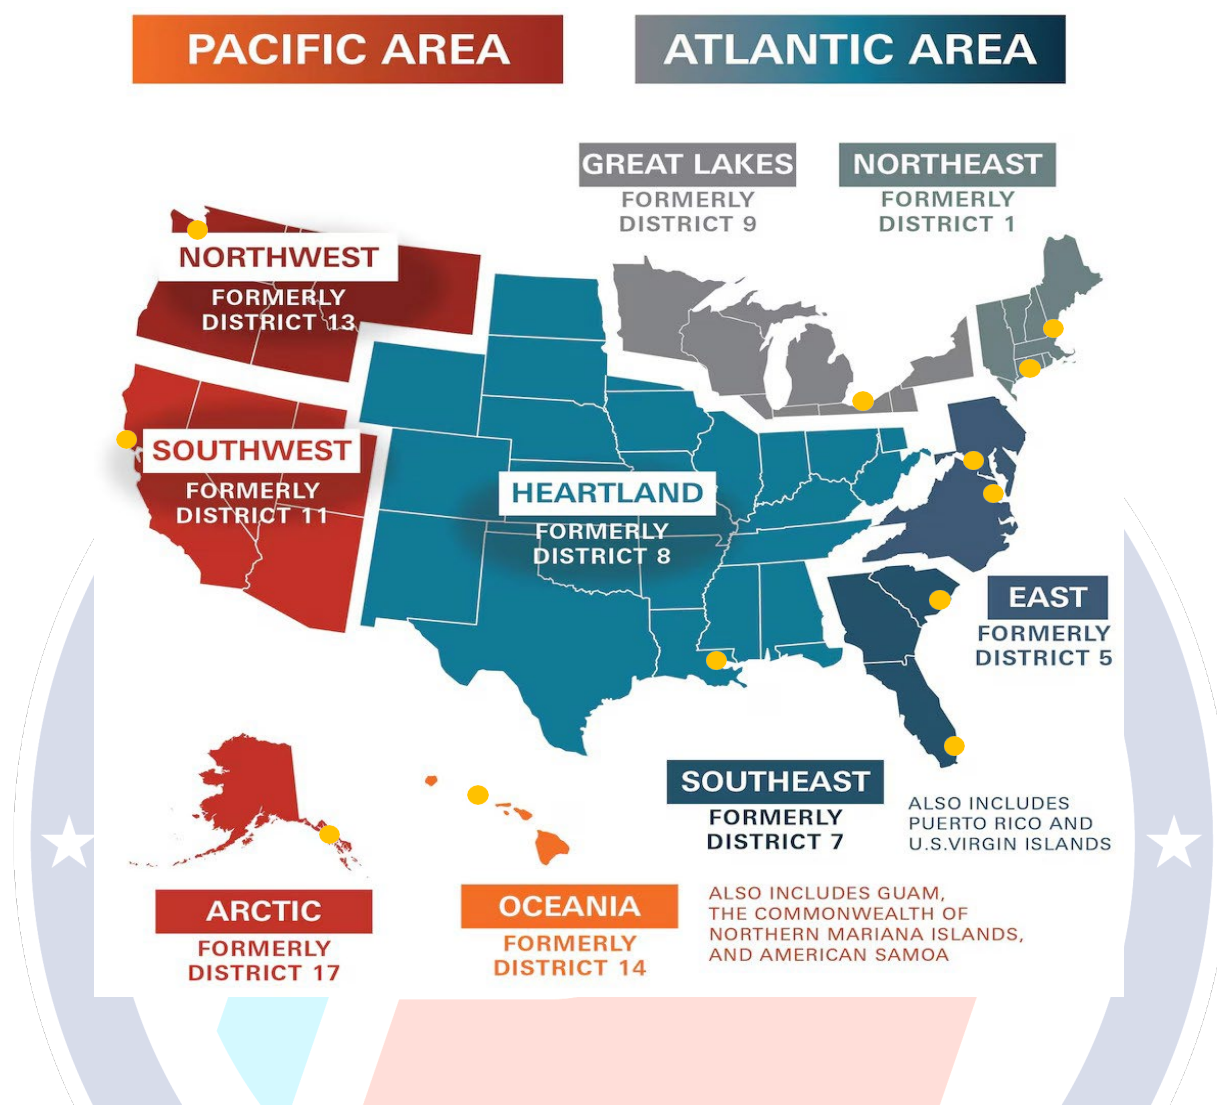 PACIFIC AREA
ATLANTIC AREA
GREAT LAKES
FORMERLY
DISTRICT 9
NORTHEAST
FORMERLY
DISTRICT 1
NORTHWEST
FORMERLY
DISTRICT 13
SOUTHWEST
FORMERLY
DISTRICT 11
HEARTLAND
FORMERLY
DISTRICT 8
EAST
FORMERLY
DISTRICT 5
SOUTHEAST
FORMERLY
DISTRICT 7
ALSO INCLUDES
PUERTO RICO AND
U.S.VIRGIN ISLANDS
ARCTIC
FORMERLY
DISTRICT 17
OCEANIA
FORMERLY
DISTRICT 14
ALSO INCLUDES GUAM,
THE COMMONWEALTH OF
NORTHERN MARIANA ISLANDS,
AND AMERICAN SAMOA